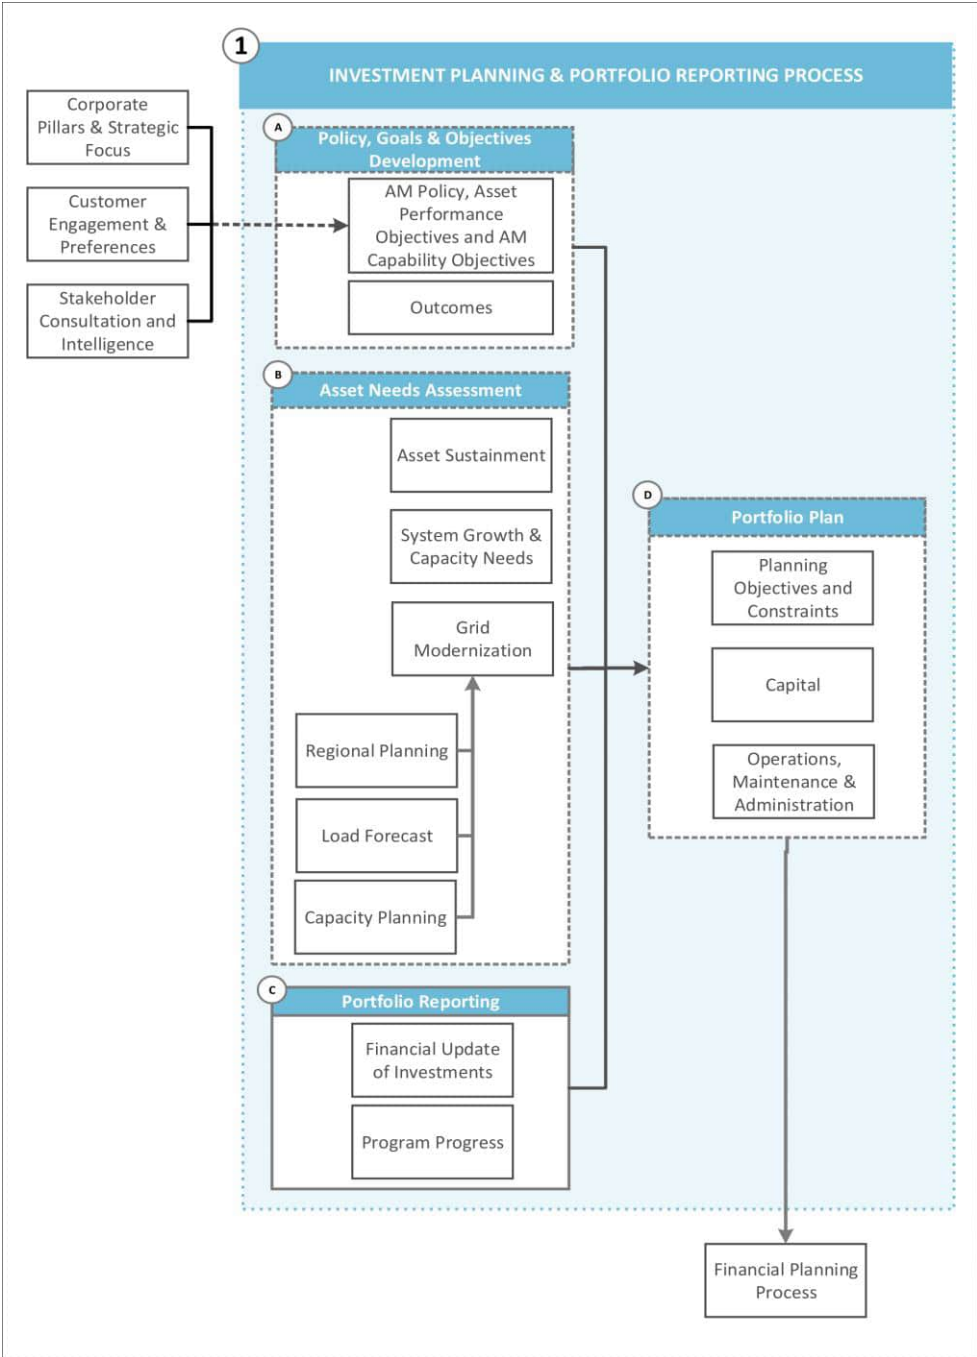 1
INVESTMENT PLANNING & PORTFOLIO REPORTING PROCESS
Corporate
Pillars & Strategic
Focus
Customer
Engagement &
Preferences
Stakeholder
Consultation and
Intelligence
A
Policy, Goals & Objectives
Development
AM Policy, Asset
Performance
Objectives and AM
Capability Objectives
Outcomes
B
Asset Needs Assessment
Asset Sustainment
System Growth &
Capacity Needs
Grid
Modernization
Regional Planning
Load Forecast
Capacity Planning
C
Portfolio Reporting
Financial Update
of Investments
Program Progress
D
Portfolio Plan
Planning
Objectives and
Constraints
Capital
Operations,
Maintenance &
Administration
Financial Planning
Process